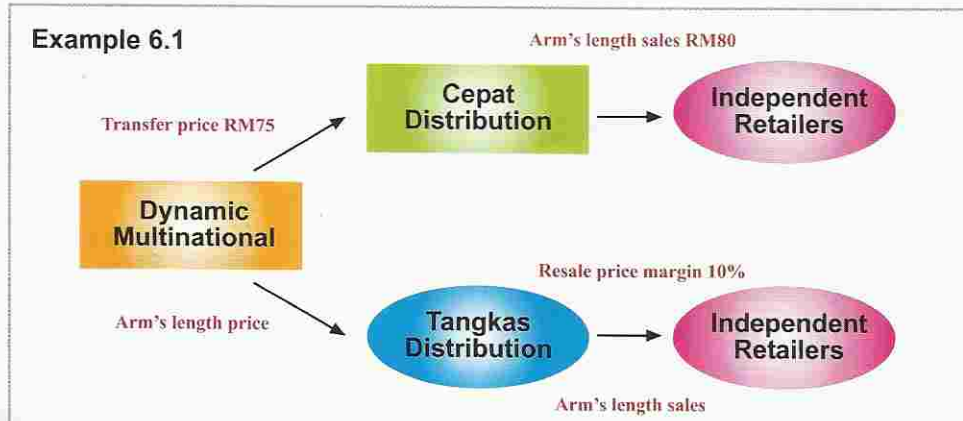 Example 6.1
Arm's length sales RM80
Transfer price RM75
Cepat
Distribution
Independent
Retailers
Dynamic
Multinational
Arm's length price
Resale price margin 10%
Tangkas
Distribution
Independent
Retailers
Arm's length sales